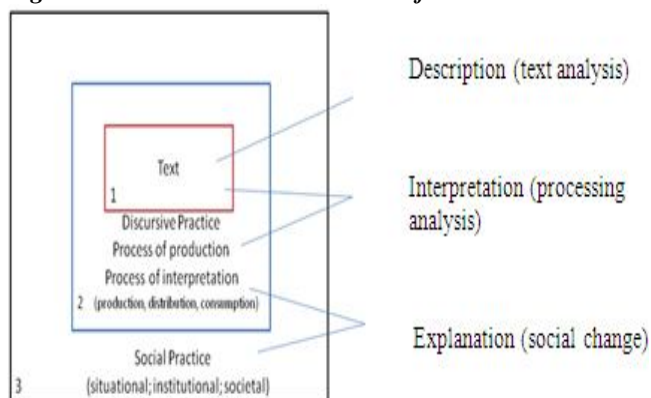 Description (text analysis)
Text
1
Interpretation (processing
analysis)
Discursive Practice
Process of production
Process of interpretation
2 (production, distribution, consumption)
Explanation (social change)
Social Practice
3 (situational; institutional; societal)